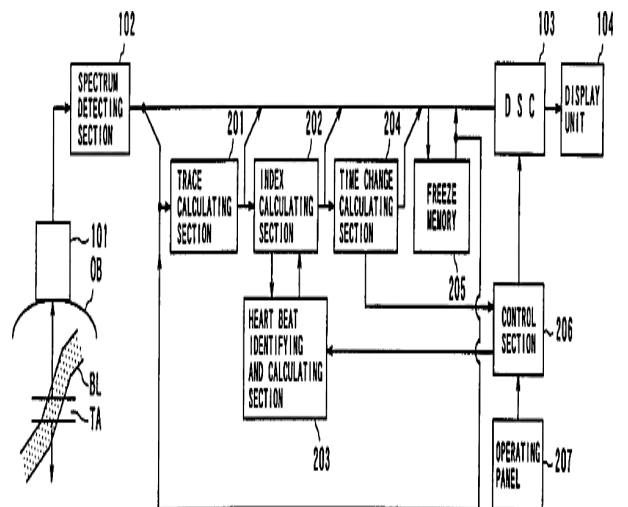 102
103
104
SPECTRUM
DETECTING
SECTION
D S C
DISPLAY
UNIT
201
202
204
TRACE
CALCULATING
SECTION
INDEX
CALCULATING
SECTION
TIME CHANGE
CALCULATING
SECTION
FREEZE
MEMORY
205
101
OB
HEART BEAT
IDENTIFYING
AND CALCULATING
SECTION
203
CONTROL
SECTION
206
BL
TA
OPERATING
PANEL
207